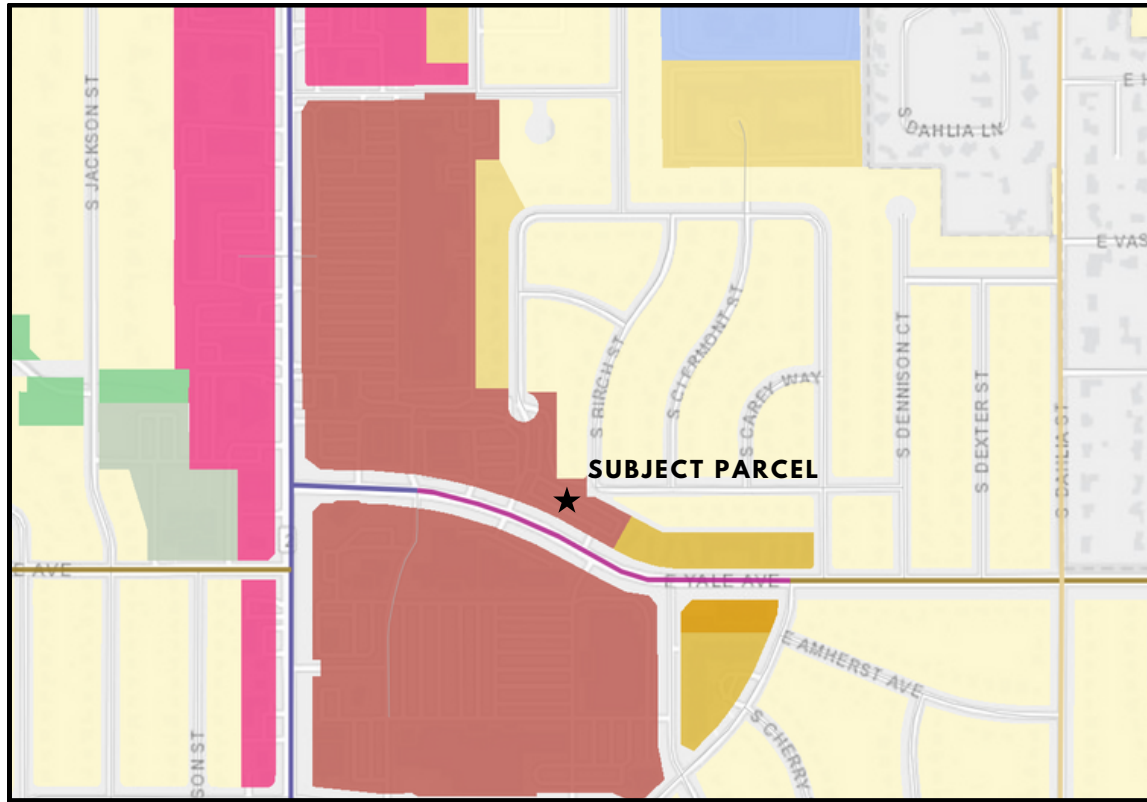 S JACKSON ST
S DAHLIA LN
E VAS
S BIRCH ST
S CLERMONT ST
S CAREY WAY
S DENNISON CT
S DEXTER ST
S DAHLIA ST
SUBJECT PARCEL
E AVE
E YALE AVE
E AMHERST AVE
S CHERRY
SON ST